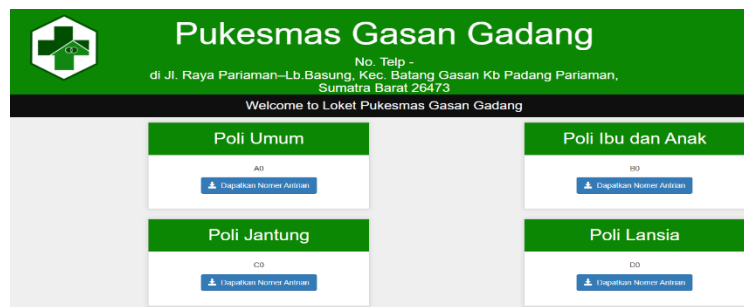 Pukesmas Gasan Gadang
No. Telp -
di Jl. Raya Pariaman–Lb.Basung, Kec. Batang Gasan Kb Padang Pariaman,
Sumatra Barat 26473
Welcome to Loket Pukesmas Gasan Gadang
Poli Umum
A0
Dapatkan Nomer Antrian
Poli Ibu dan Anak
B0
Dapatkan Nomer Antrian
Poli Jantung
C0
Dapatkan Nomer Antrian
Poli Lansia
D0
Dapatkan Nomer Antrian